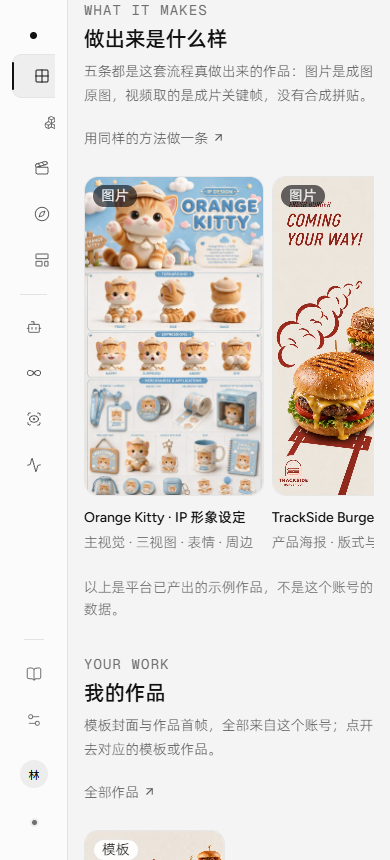 WHAT IT MAKES
做出来是什么样
五条都是这套流程真做出来的作品：图片是成图
原图，视频取的是成片关键帧，没有合成拼贴。
用同样的方法做一条
图片
IP DESIGN
ORANGE
KITTY
FRONT
SIDE
BACK
图片
COMING
YOUR WAY!
TRACKSIDE
Orange Kitty · IP 形象设定
主视觉 · 三视图 · 表情 · 周边
TrackSide Burge
产品海报 · 版式与
以上是平台已产出的示例作品，不是这个账号的
数据。
YOUR WORK
我的作品
模板封面与作品首帧，全部来自这个账号；点开
去对应的模板或作品。
全部作品
模板
林